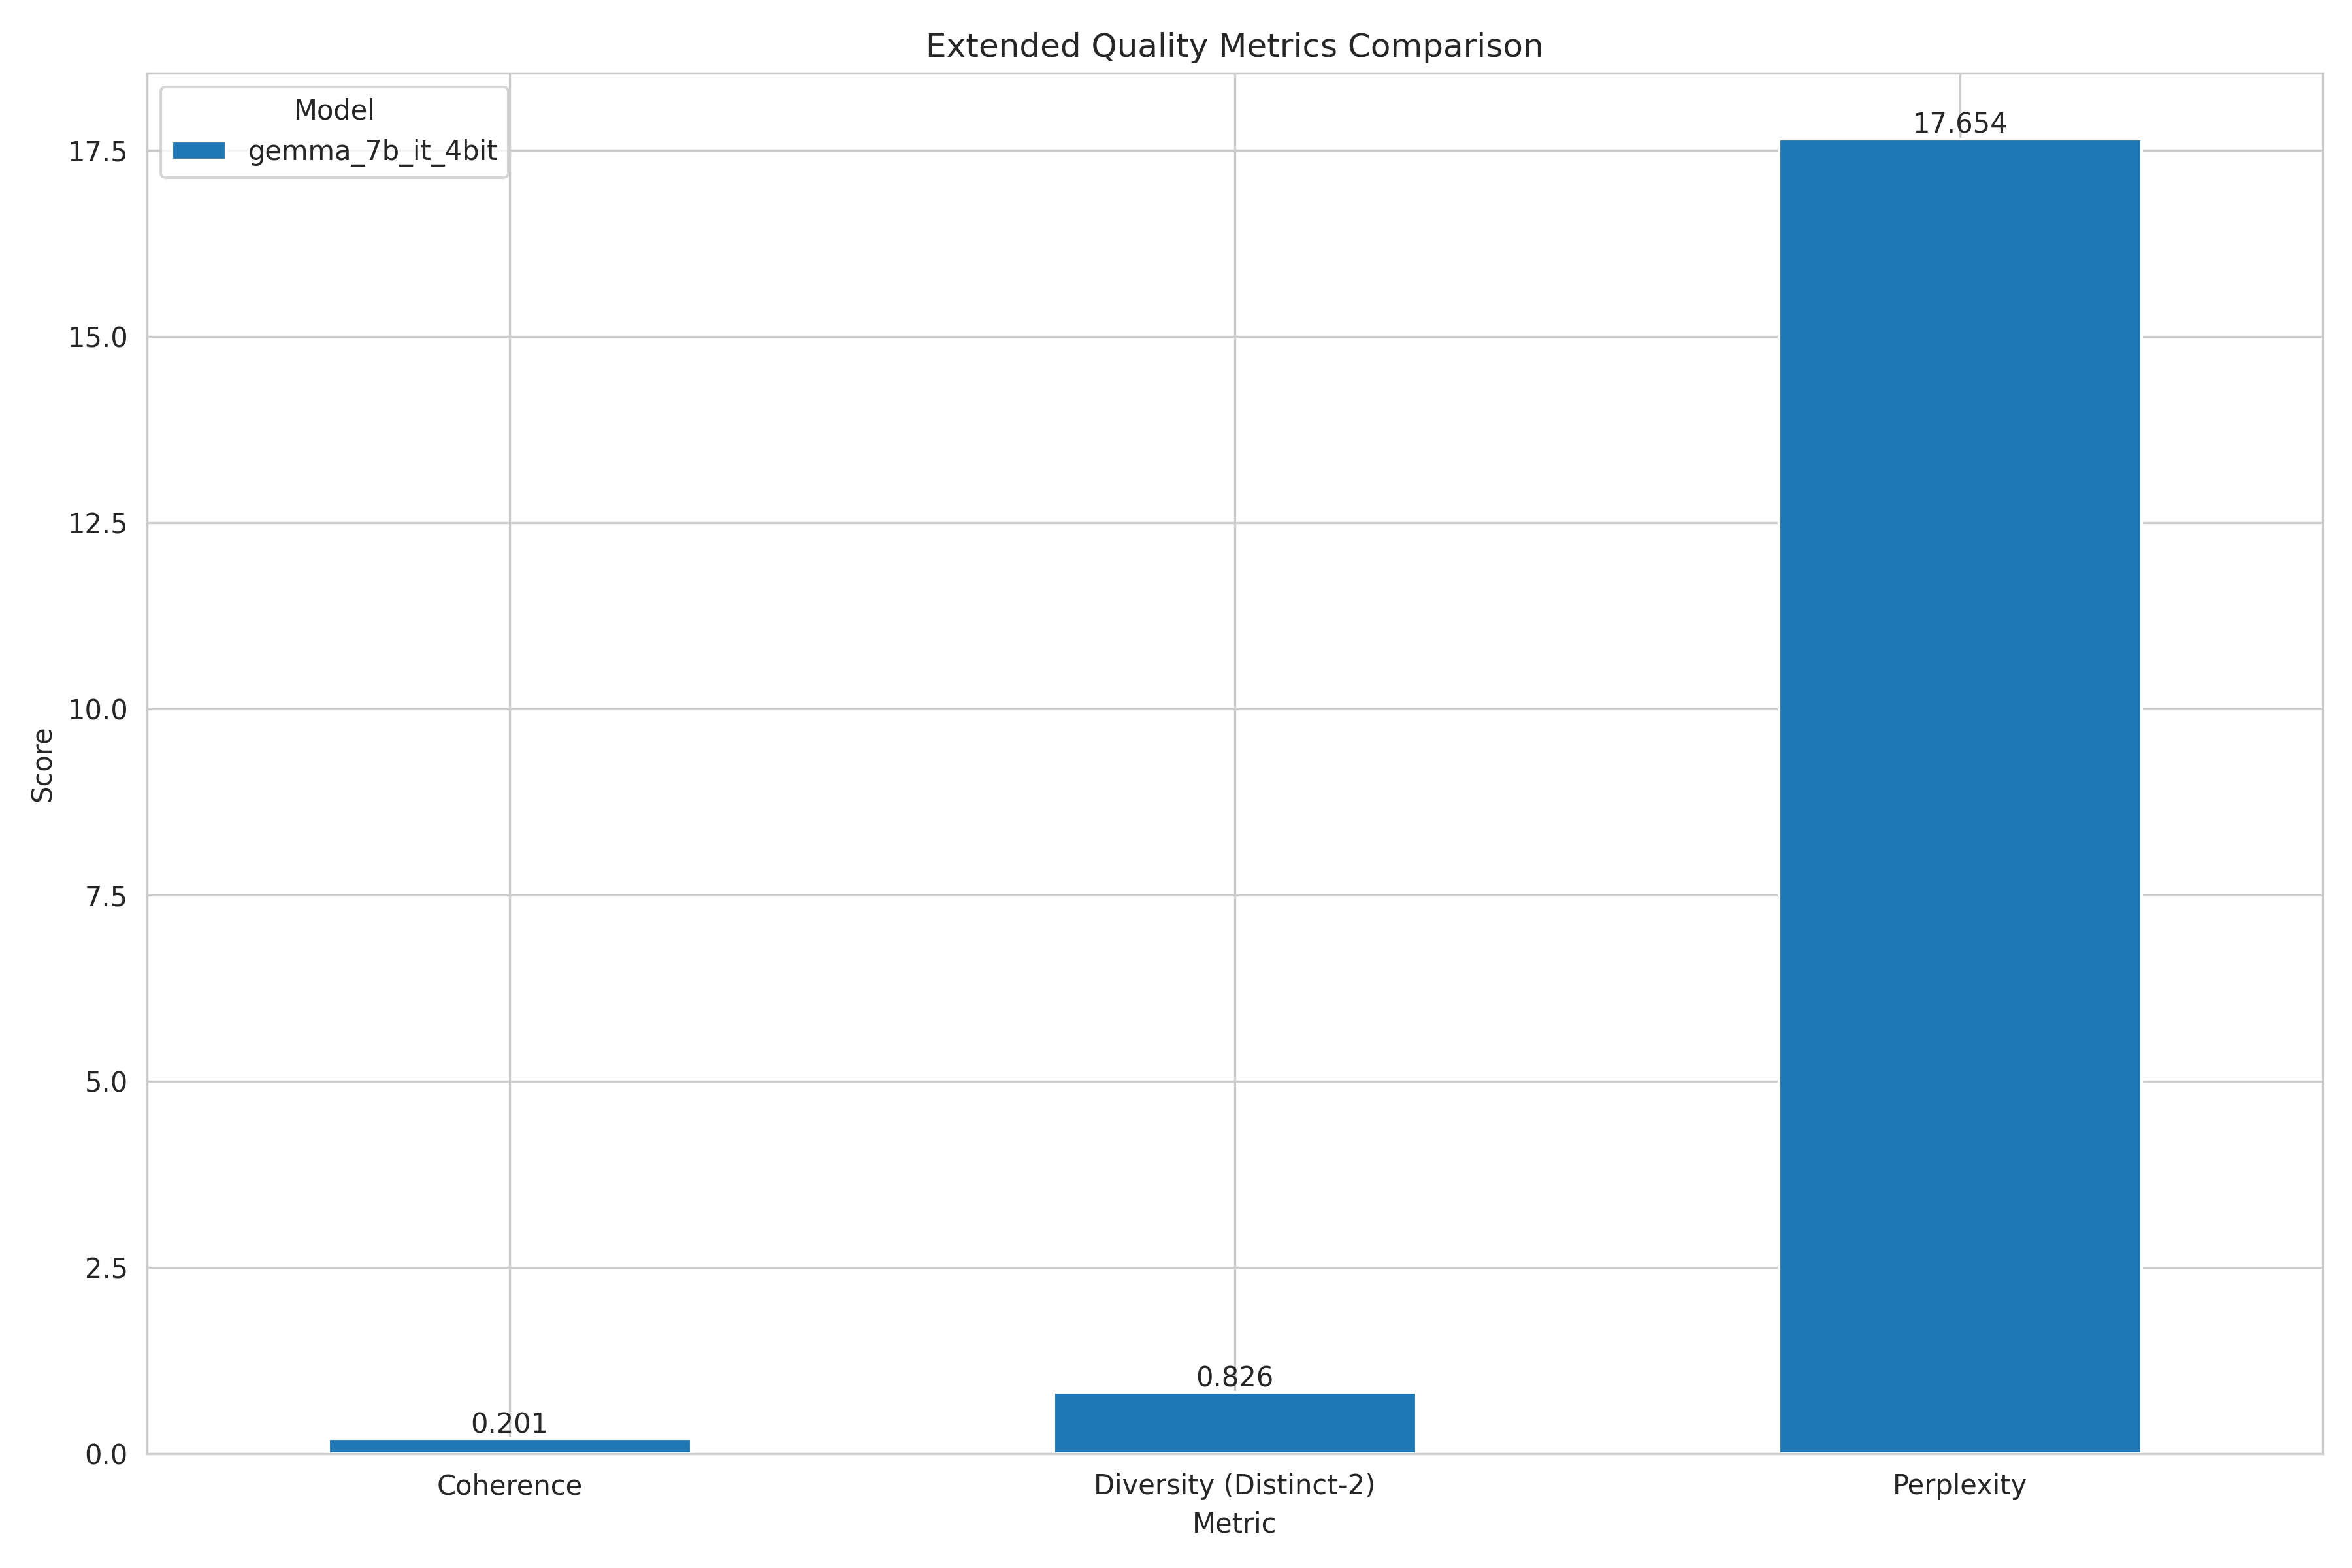 Extended Quality Metrics Comparison
Model
gemma_7b_it_4bit
17.654
17.5
15.0
12.5
10.0
7.5
5.0
2.5
0.0
Score
0.826
0.201
Coherence
Diversity (Distinct-2)
Perplexity
Metric